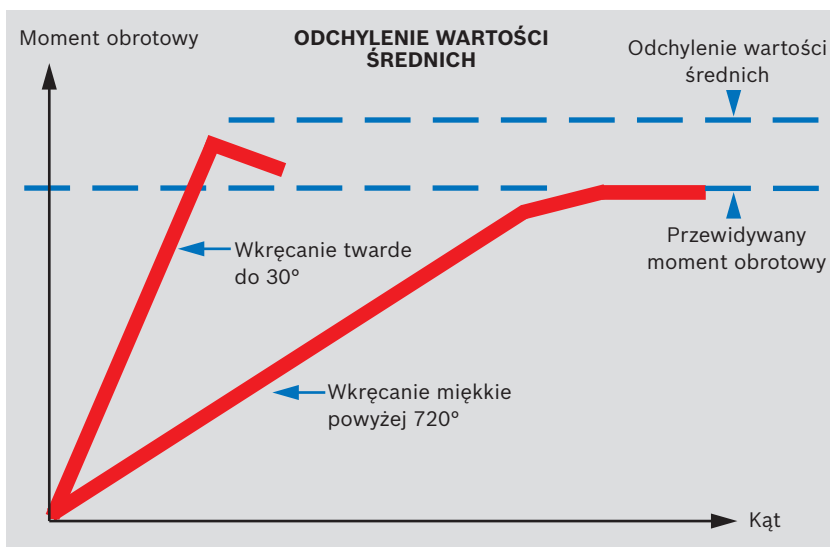 Moment obrotowy
ODCHYLENIE WARTOŚCI
ŚREDNICH
Odchylenie wartości
średnich
Wkręcanie twarde
do 30°
Przewidywany
moment obrotowy
Wkręcanie miękkie
powyżej 720°
Kąt